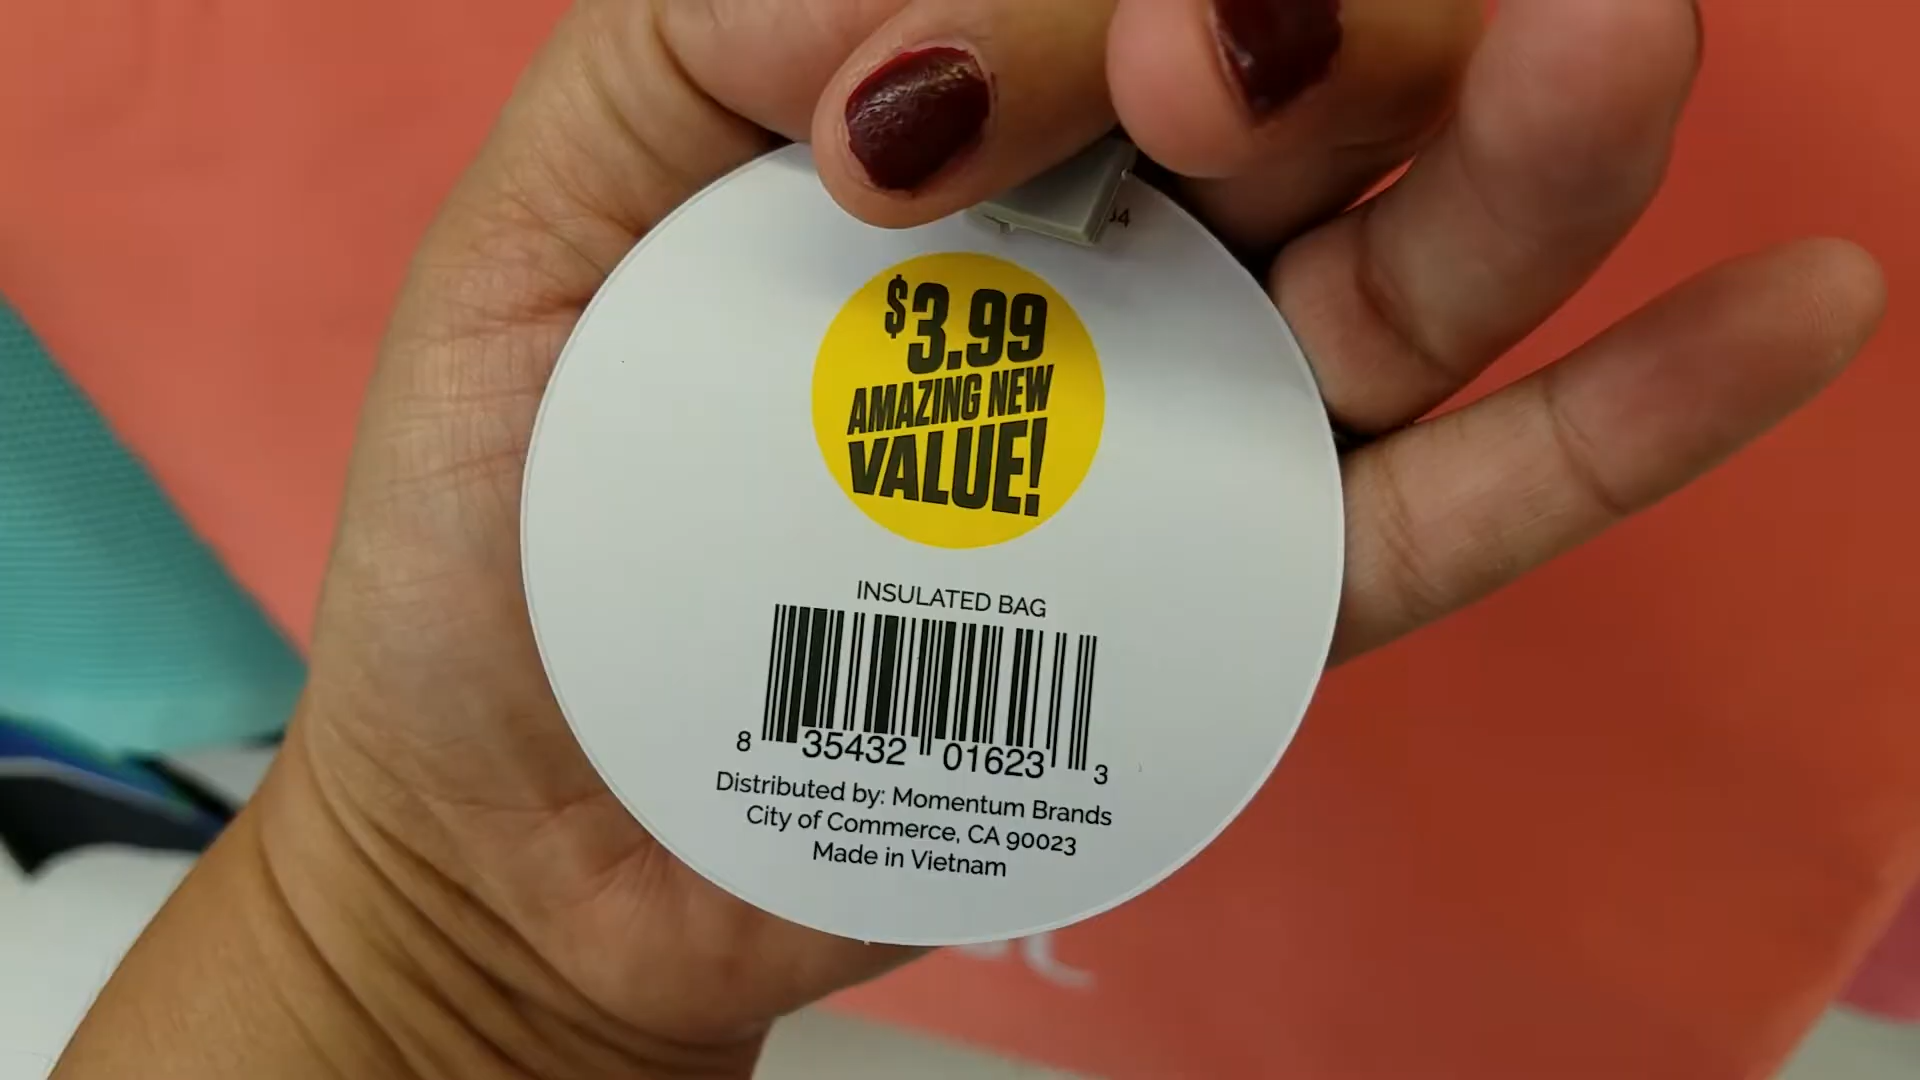 $3.99
AMAZING NEW
VALUE!
INSULATED BAG
8 35432 01623 3
Distributed by: Momentum Brands
City of Commerce, CA 90023
Made in Vietnam